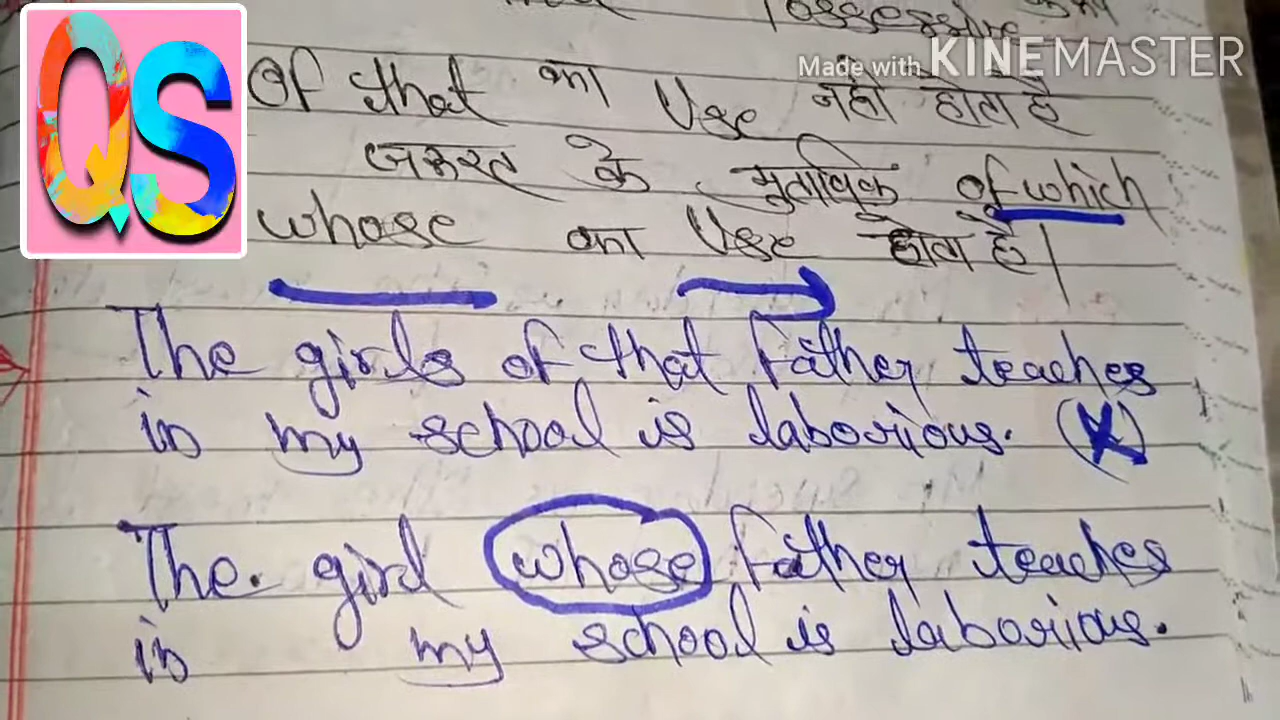 Possessive
QS
Made with KINEMASTER
Of that का Use नही होता है
जरूरत के मुताबिक of which
whose का Use होता है।
The girls of that father teaches
in my school is laborious. (X)
The girl whose father teaches
in my school is laborious.